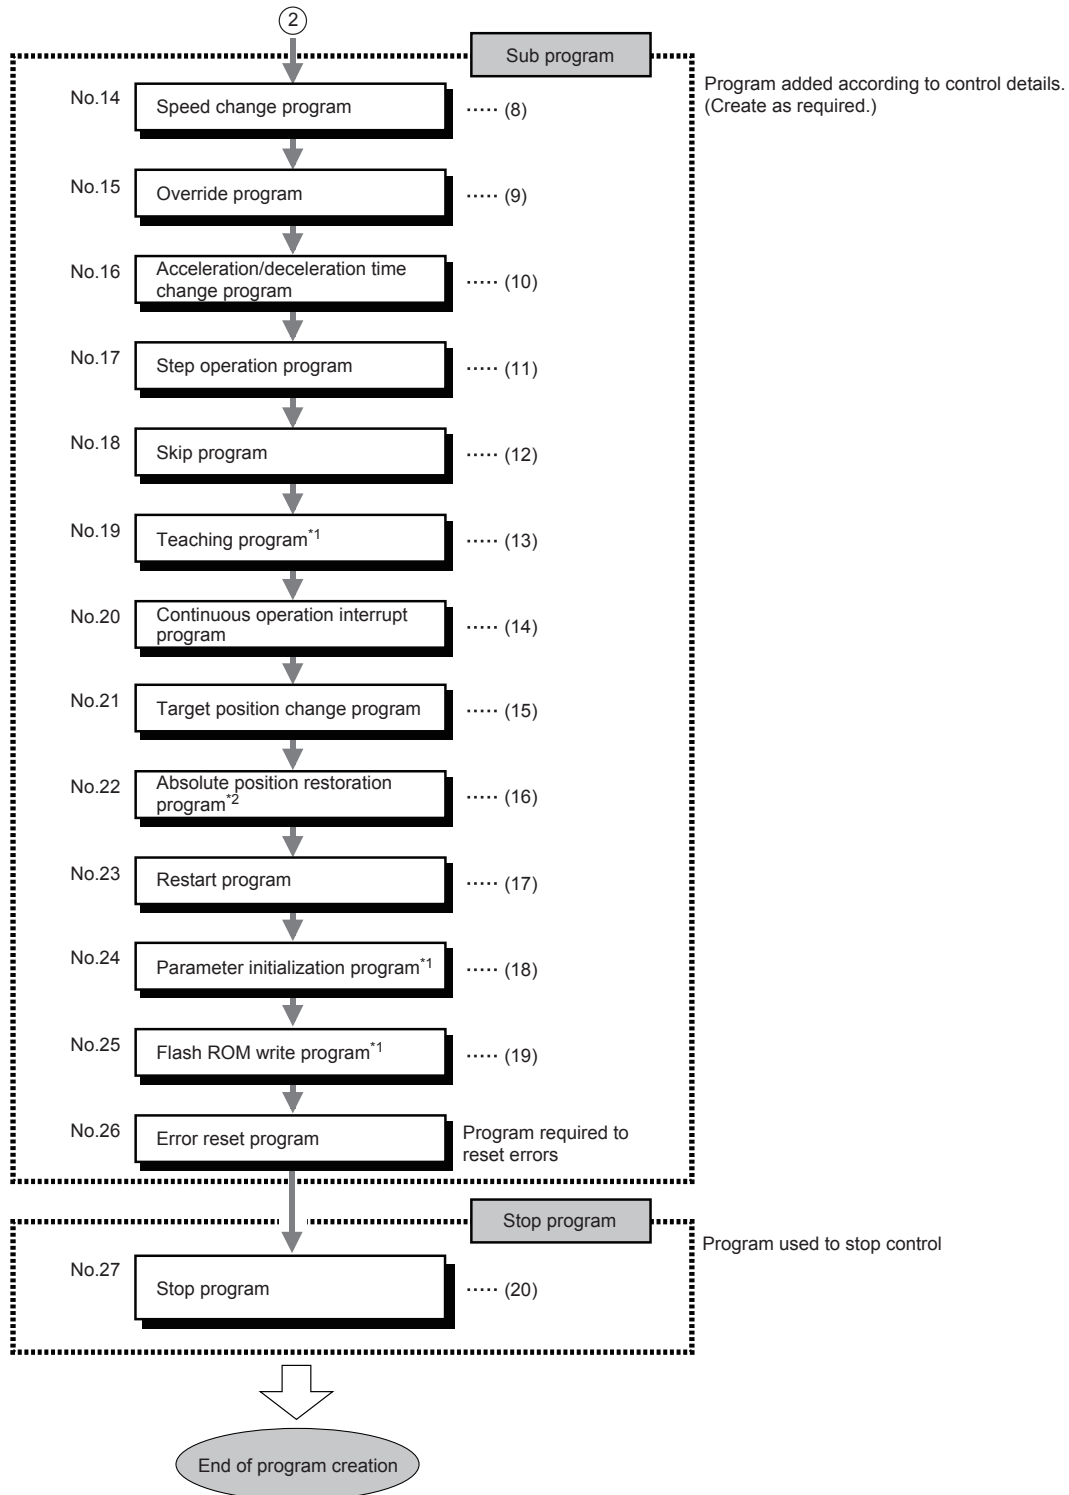 2
Sub program
Program added according to control details.
(Create as required.)
No.14
Speed change program
····· (8)
No.15
Override program
····· (9)
No.16
Acceleration/deceleration time
change program
····· (10)
No.17
Step operation program
····· (11)
No.18
Skip program
····· (12)
No.19
Teaching program*1
····· (13)
No.20
Continuous operation interrupt
program
····· (14)
No.21
Target position change program
····· (15)
No.22
Absolute position restoration
program*2
····· (16)
No.23
Restart program
····· (17)
No.24
Parameter initialization program*1
····· (18)
No.25
Flash ROM write program*1
····· (19)
No.26
Error reset program
Program required to
reset errors
Stop program
Program used to stop control
No.27
Stop program
····· (20)
End of program creation